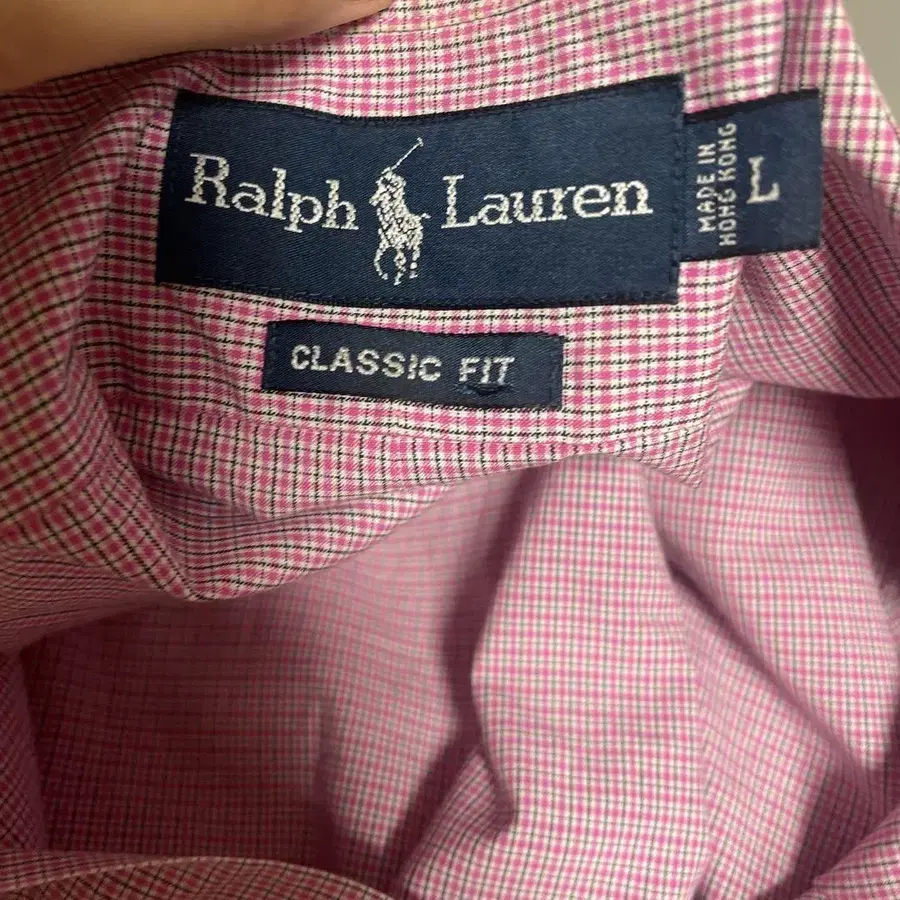 Ralph Lauren
MADE IN
HONG KONG
L
CLASSIC FIT